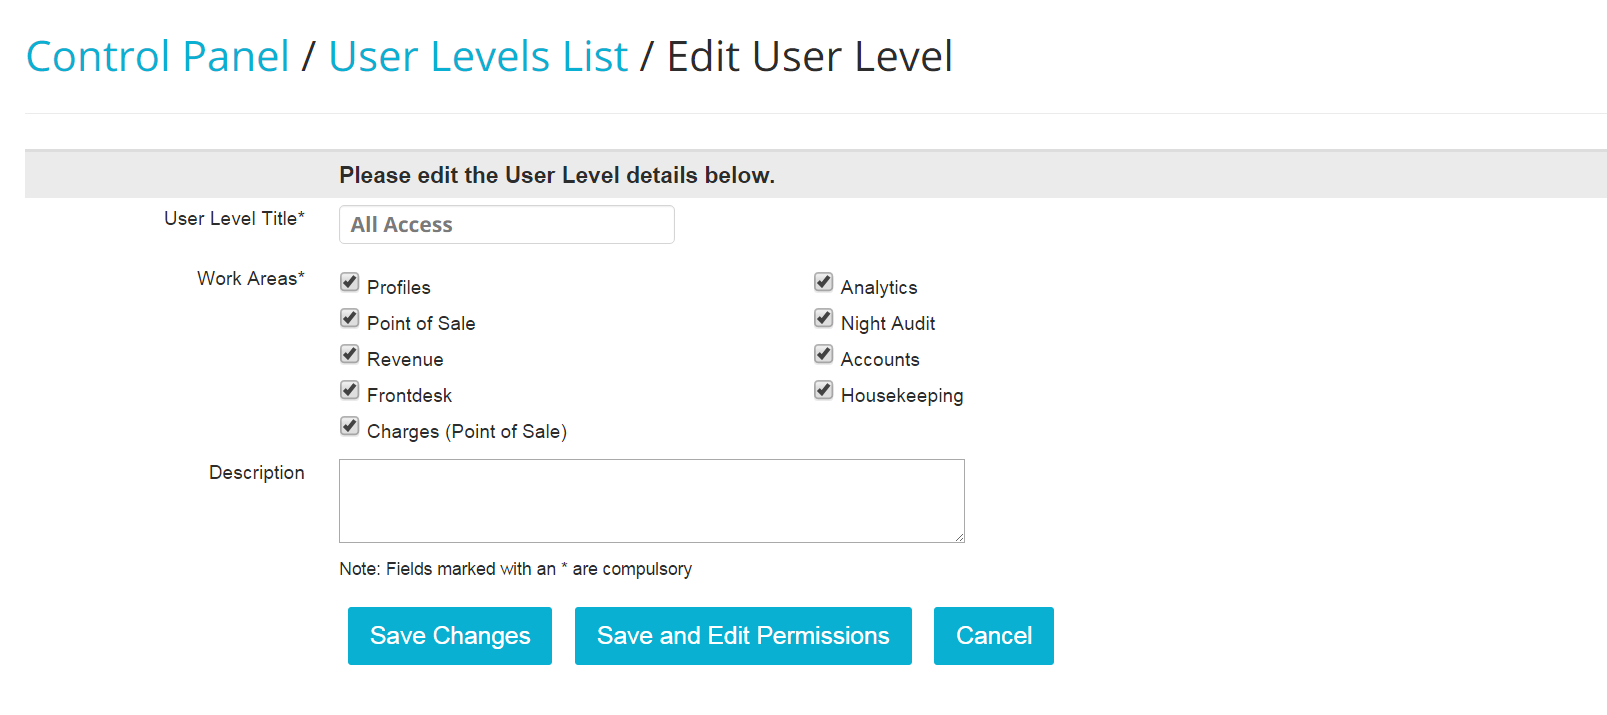 Control Panel / User Levels List / Edit User Level
Please edit the User Level details below.
User Level Title*
All Access
Work Areas*
Profiles
Analytics
Point of Sale
Night Audit
Revenue
Accounts
Frontdesk
Housekeeping
Charges (Point of Sale)
Description
Note: Fields marked with an * are compulsory
Save Changes
Save and Edit Permissions
Cancel